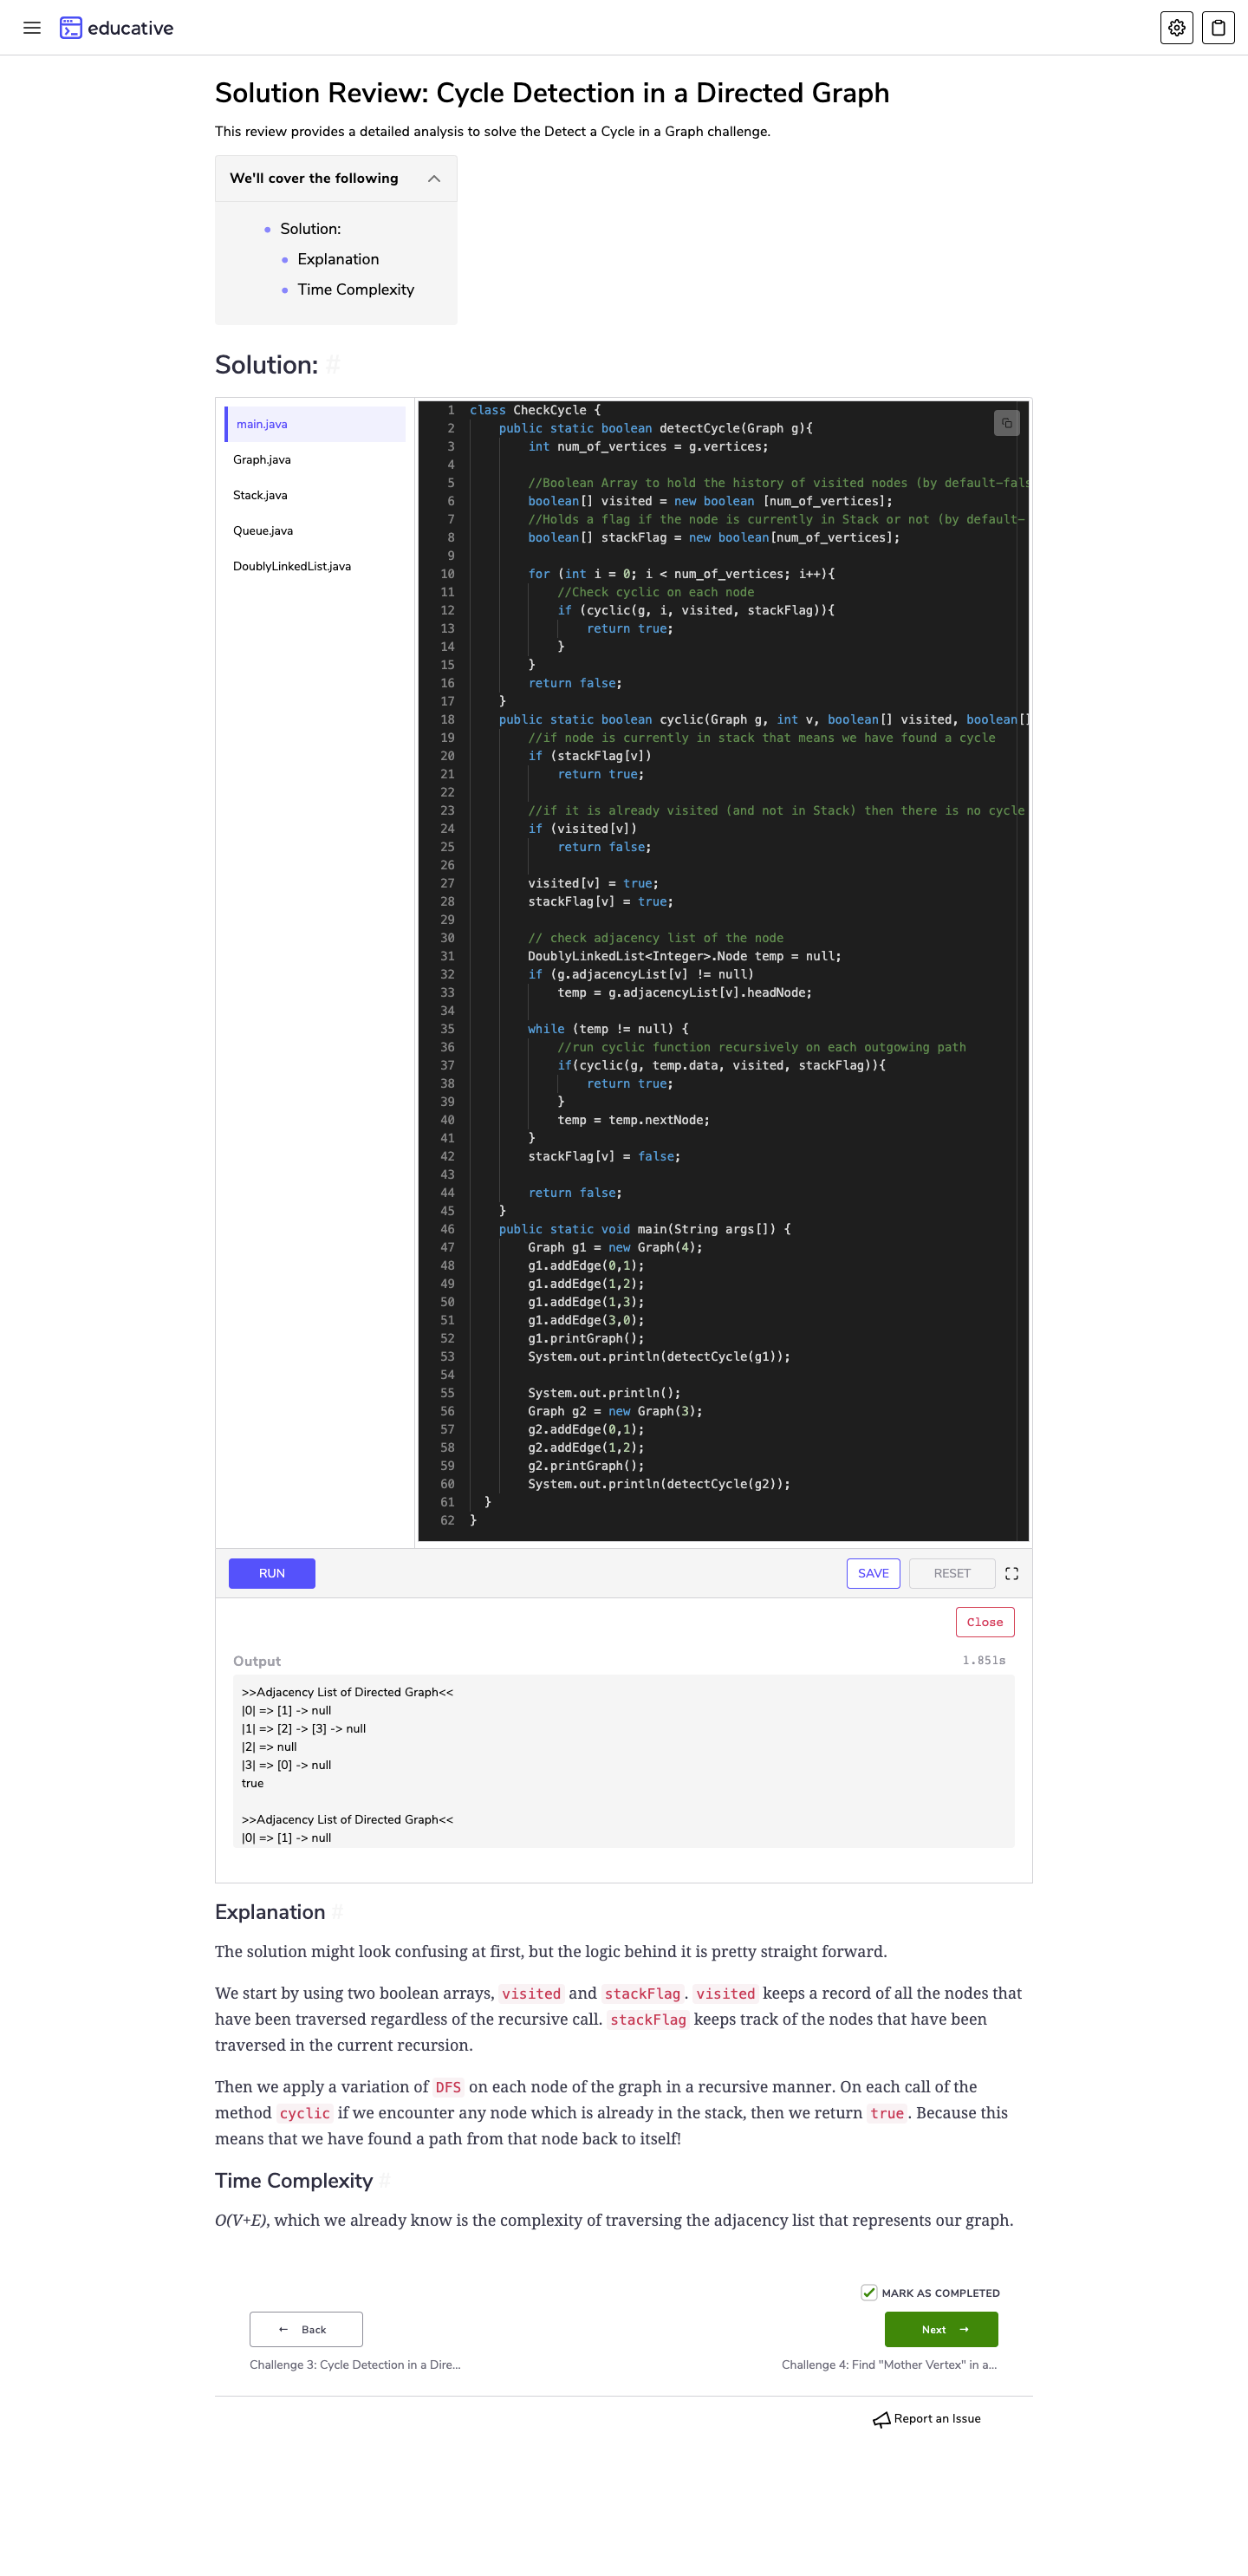 educative
Solution Review: Cycle Detection in a Directed Graph
This review provides a detailed analysis to solve the Detect a Cycle in a Graph challenge.
We'll cover the following
Solution:
Explanation
Time Complexity
Solution: #
main.java
Graph.java
Stack.java
Queue.java
DoublyLinkedList.java
1 class CheckCycle {
2     public static boolean detectCycle(Graph g){
3         int num_of_vertices = g.vertices;
4
5         //Boolean Array to hold the history of visited nodes (by default-fals
6         boolean[] visited = new boolean [num_of_vertices];
7         //Holds a flag if the node is currently in Stack or not (by default-
8         boolean[] stackFlag = new boolean[num_of_vertices];
9
10         for (int i = 0; i < num_of_vertices; i++){
11             //Check cyclic on each node
12             if (cyclic(g, i, visited, stackFlag)){
13                 return true;
14             }
15         }
16         return false;
17     }
18     public static boolean cyclic(Graph g, int v, boolean[] visited, boolean[]
19         //if node is currently in stack that means we have found a cycle
20         if (stackFlag[v])
21             return true;
22
23         //if it is already visited (and not in Stack) then there is no cycle
24         if (visited[v])
25             return false;
26
27         visited[v] = true;
28         stackFlag[v] = true;
29
30         // check adjacency list of the node
31         DoublyLinkedList<Integer>.Node temp = null;
32         if (g.adjacencyList[v] != null)
33             temp = g.adjacencyList[v].headNode;
34
35         while (temp != null) {
36             //run cyclic function recursively on each outgowing path
37             if(cyclic(g, temp.data, visited, stackFlag)){
38                 return true;
39             }
40             temp = temp.nextNode;
41         }
42         stackFlag[v] = false;
43
44         return false;
45     }
46     public static void main(String args[]) {
47         Graph g1 = new Graph(4);
48         g1.addEdge(0,1);
49         g1.addEdge(1,2);
50         g1.addEdge(1,3);
51         g1.addEdge(3,0);
52         g1.printGraph();
53         System.out.println(detectCycle(g1));
54
55         System.out.println();
56         Graph g2 = new Graph(3);
57         g2.addEdge(0,1);
58         g2.addEdge(1,2);
59         g2.printGraph();
60         System.out.println(detectCycle(g2));
61   }
62 }
RUN SAVE RESET
Close
Output 1.851s
>>Adjacency List of Directed Graph<<
|0| => [1] -> null
|1| => [2] -> [3] -> null
|2| => null
|3| => [0] -> null
true
>>Adjacency List of Directed Graph<<
|0| => [1] -> null
Explanation #
The solution might look confusing at first, but the logic behind it is pretty straight forward.
We start by using two boolean arrays, visited and stackFlag. visited keeps a record of all the nodes that
have been traversed regardless of the recursive call. stackFlag keeps track of the nodes that have been
traversed in the current recursion.
Then we apply a variation of DFS on each node of the graph in a recursive manner. On each call of the
method cyclic if we encounter any node which is already in the stack, then we return true. Because this
means that we have found a path from that node back to itself!
Time Complexity #
O(V+E), which we already know is the complexity of traversing the adjacency list that represents our graph.
MARK AS COMPLETED
← Back Next →
Challenge 3: Cycle Detection in a Dire... Challenge 4: Find "Mother Vertex" in a...
Report an Issue